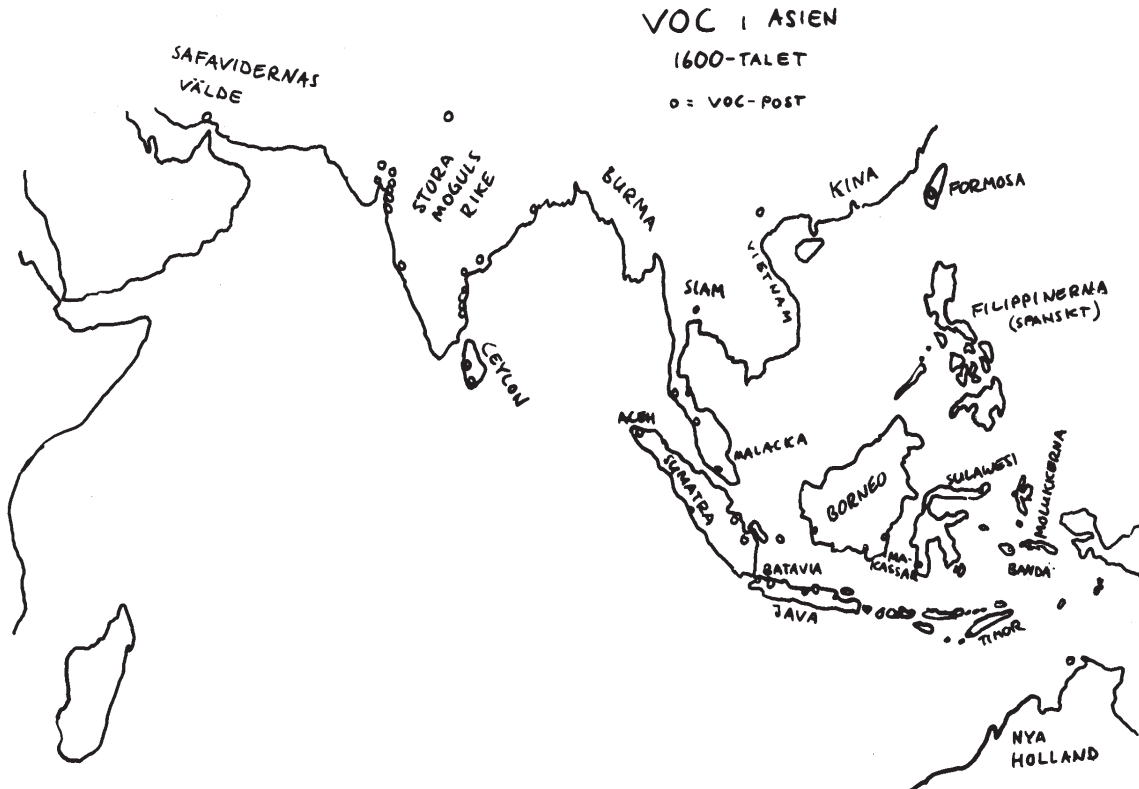 VOC I ASIEN
1600-TALET
O = VOC-POST
SAFAVIDERNAS
VÄLDE
STORA
MOGULS
RIKE
BURMA
KINA
FORMOSA
VIETNAM
SIAM
FILIPPINERNA
(SPANSKT)
CEYLON
ACEH
MALACKA
SUMATRA
BORNEO
SULAWESI
MOLUKKERNA
BATAVIA
MA-
KASSAR
BANDA
JAVA
TIMOR
NYA
HOLLAND